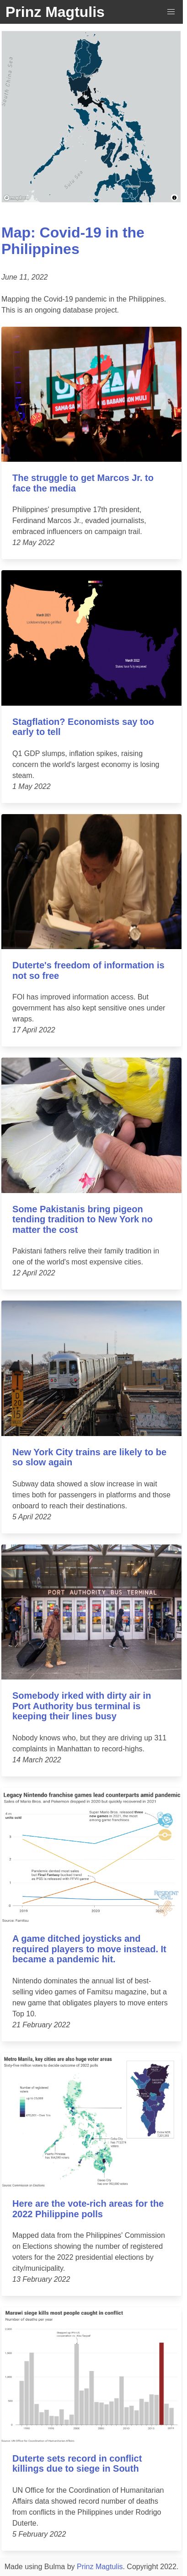 Prinz Magtulis
South China Sea
Sulu Sea
Map: Covid-19 in the
Philippines
June 11, 2022
Mapping the Covid-19 pandemic in the Philippines.
This is an ongoing database project.
The struggle to get Marcos Jr. to
face the media
Philippines' presumptive 17th president,
Ferdinand Marcos Jr., evaded journalists,
embraced influencers on campaign trail.
12 May 2022
Stagflation? Economists say too
early to tell
Q1 GDP slumps, inflation spikes, raising
concern the world's largest economy is losing
steam.
1 May 2022
Duterte's freedom of information is
not so free
FOI has improved information access. But
government has also kept sensitive ones under
wraps.
17 April 2022
Some Pakistanis bring pigeon
tending tradition to New York no
matter the cost
Pakistani fathers relive their family tradition in
one of the world's most expensive cities.
12 April 2022
New York City trains are likely to be
so slow again
Subway data showed a slow increase in wait
times both for passengers in platforms and those
onboard to reach their destinations.
5 April 2022
PORT AUTHORITY BUS TERMINAL
Somebody irked with dirty air in
Port Authority bus terminal is
keeping their lines busy
Nobody knows who, but they are driving up 311
complaints in Manhattan to record-highs.
14 March 2022
Legacy Nintendo franchise games lead counterparts amid pandemic
A game ditched joysticks and
required players to move instead. It
became a pandemic hit.
Nintendo dominates the annual list of best-
selling video games of Famitsu magazine, but a
new game that obligates players to move enters
Top 10.
21 February 2022
Metro Manila, key cities are also huge voter areas
Here are the vote-rich areas for the
2022 Philippine polls
Mapped data from the Philippines' Commission
on Elections showing the number of registered
voters for the 2022 presidential elections by
city/municipality.
13 February 2022
Marawi siege kills most people caught in conflict
Number of deaths per year
Duterte sets record in conflict
killings due to siege in South
UN Office for the Coordination of Humanitarian
Affairs data showed record number of deaths
from conflicts in the Philippines under Rodrigo
Duterte.
5 February 2022
Made using Bulma by Prinz Magtulis. Copyright 2022.